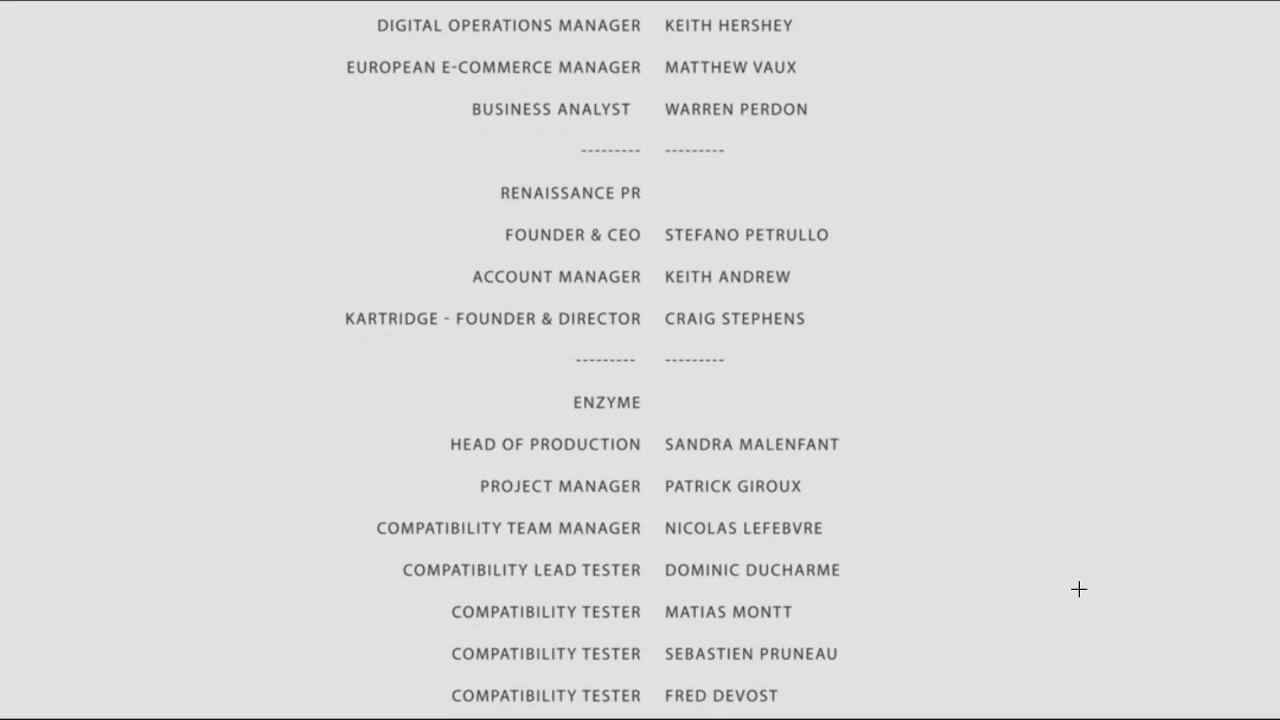 DIGITAL OPERATIONS MANAGER KEITH HERSHEY
EUROPEAN E-COMMERCE MANAGER MATTHEW VAUX
BUSINESS ANALYST WARREN PERDON
--------- ---------
RENAISSANCE PR
FOUNDER & CEO STEFANO PETRULLO
ACCOUNT MANAGER KEITH ANDREW
KARTRIDGE - FOUNDER & DIRECTOR CRAIG STEPHENS
--------- ---------
ENZYME
HEAD OF PRODUCTION SANDRA MALENFANT
PROJECT MANAGER PATRICK GIROUX
COMPATIBILITY TEAM MANAGER NICOLAS LEFEBVRE
COMPATIBILITY LEAD TESTER DOMINIC DUCHARME
COMPATIBILITY TESTER MATIAS MONTT
COMPATIBILITY TESTER SEBASTIEN PRUNEAU
COMPATIBILITY TESTER FRED DEVOST